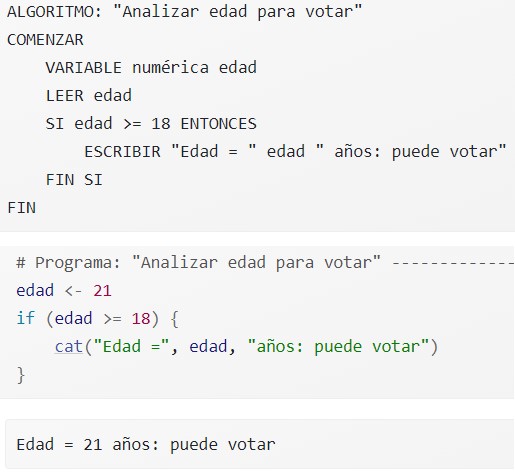 ALGORITMO: "Analizar edad para votar"
COMENZAR
    VARIABLE numérica edad
    LEER edad
    SI edad >= 18 ENTONCES
        ESCRIBIR "Edad = " edad " años: puede votar"
    FIN SI
FIN
# Programa: "Analizar edad para votar" -------------
edad <- 21
if (edad >= 18) {
    cat("Edad =", edad, "años: puede votar")
}
Edad = 21 años: puede votar